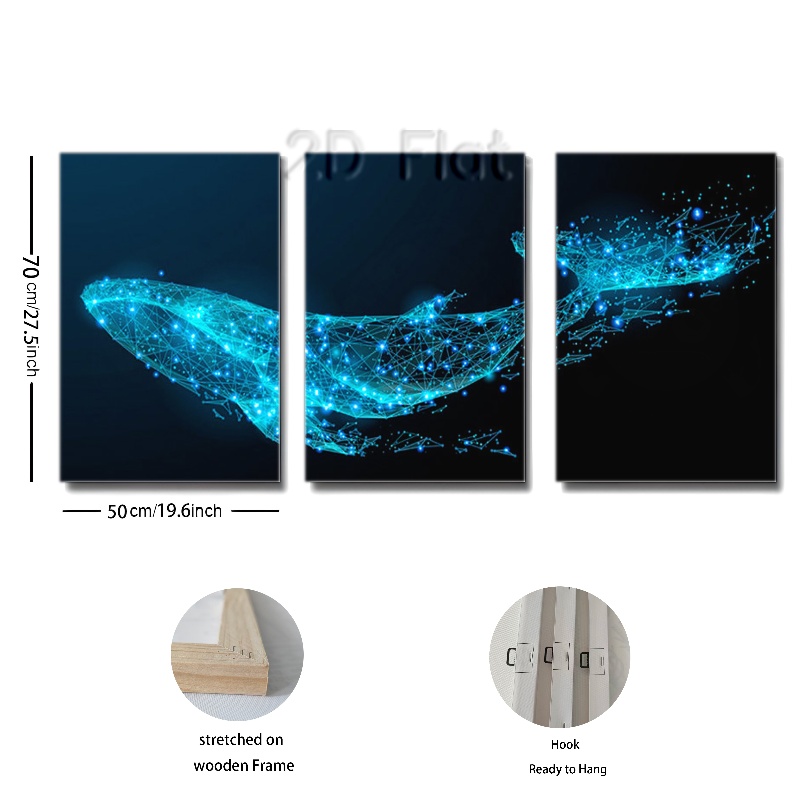 2D Flat
70 cm/27.5inch
50cm/19.6inch
stretched on
wooden Frame
Hook
Ready to Hang